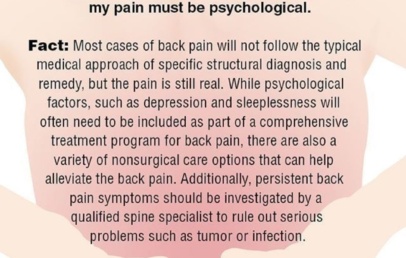 my pain must be psychological.
Fact: Most cases of back pain will not follow the typical
medical approach of specific structural diagnosis and
remedy, but the pain is still real. While psychological
factors, such as depression and sleeplessness will
often need to be included as part of a comprehensive
treatment program for back pain, there are also a
variety of nonsurgical care options that can help
alleviate the back pain. Additionally, persistent back
pain symptoms should be investigated by a
qualified spine specialist to rule out serious
problems such as tumor or infection.